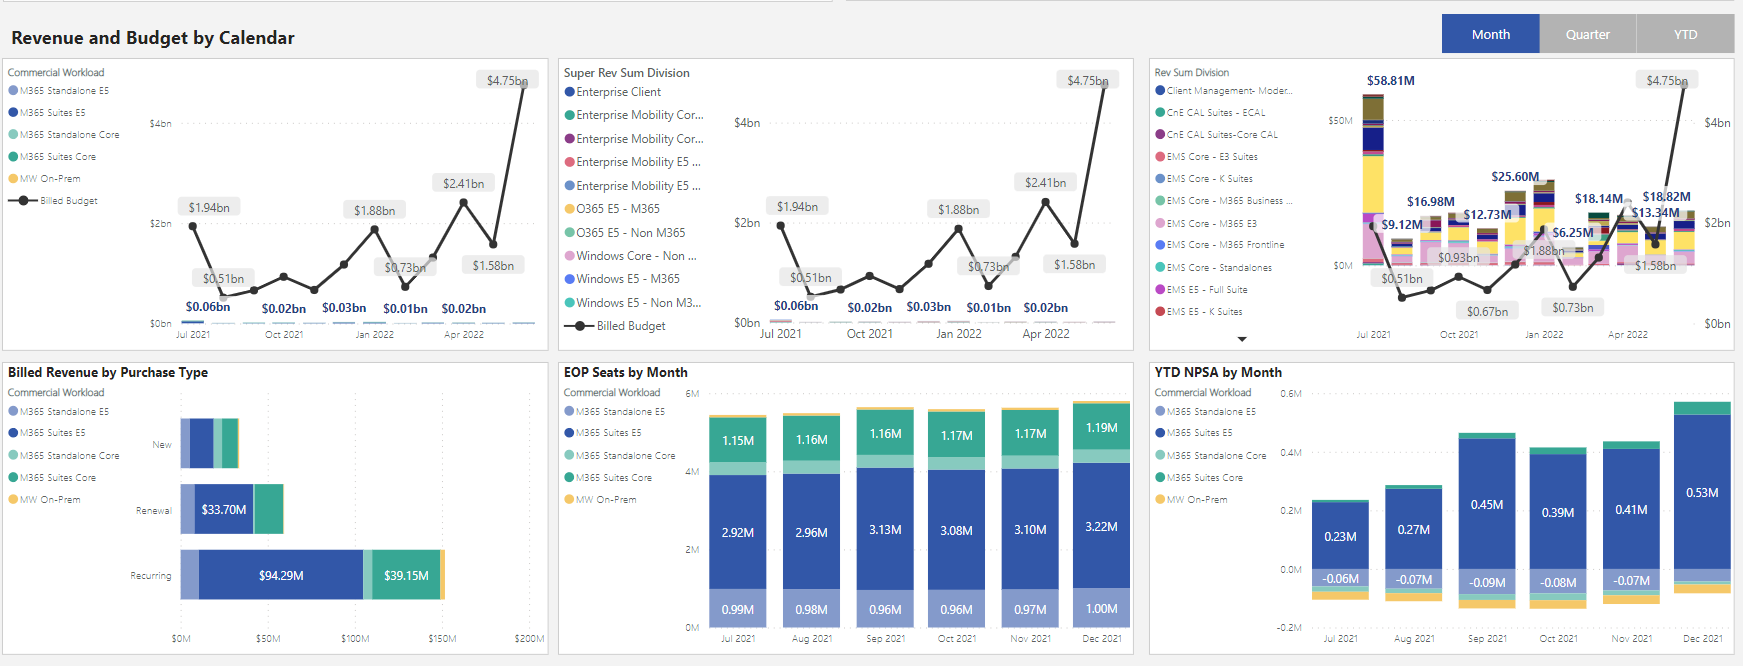 Revenue and Budget by Calendar
Month Quarter YTD
Commercial Workload
M365 Standalone E5
M365 Suites E5
M365 Standalone Core
M365 Suites Core
MW On-Prem
Billed Budget
$4bn
$2bn
$0bn
$4.75bn
$2.41bn
$1.94bn
$1.88bn
$0.51bn
$0.73bn
$1.58bn
$0.06bn $0.02bn $0.03bn $0.01bn $0.02bn
Jul 2021 Oct 2021 Jan 2022 Apr 2022
Super Rev Sum Division
Enterprise Client
Enterprise Mobility Cor...
Enterprise Mobility Cor...
Enterprise Mobility E5 ...
Enterprise Mobility E5 ...
O365 E5 - M365
O365 E5 - Non M365
Windows Core - Non ...
Windows E5 - M365
Windows E5 - Non M3...
Billed Budget
$4bn
$2bn
$0bn
$4.75bn
$2.41bn
$1.94bn
$1.88bn
$0.51bn
$0.73bn
$1.58bn
$0.06bn $0.02bn $0.03bn $0.01bn $0.02bn
Jul 2021 Oct 2021 Jan 2022 Apr 2022
Rev Sum Division
Client Management- Moder...
CnE CAL Suites - ECAL
CnE CAL Suites-Core CAL
EMS Core - E3 Suites
EMS Core - K Suites
EMS Core - M365 Business ...
EMS Core - M365 E3
EMS Core - M365 Frontline
EMS Core - Standalones
EMS E5 - Full Suite
EMS E5 - K Suites
$50M
$0M
$4bn
$2bn
$0bn
$58.81M
$4.75bn
$25.60M
$16.98M
$18.14M
$18.82M
$12.73M
$13.34M
$9.12M
$6.25M
$1.88bn
$0.93bn
$1.58bn
$0.51bn
$0.67bn
$0.73bn
Jul 2021 Oct 2021 Jan 2022 Apr 2022
Billed Revenue by Purchase Type
Commercial Workload
M365 Standalone E5
M365 Suites E5
M365 Standalone Core
M365 Suites Core
MW On-Prem
New
Renewal
$33.70M
Recurring
$94.29M $39.15M
$0M $50M $100M $150M $200M
EOP Seats by Month
Commercial Workload
M365 Standalone E5
M365 Suites E5
M365 Standalone Core
M365 Suites Core
MW On-Prem
6M
4M
2M
0M
1.15M 1.16M 1.16M 1.17M 1.17M 1.19M
2.92M 2.96M 3.13M 3.08M 3.10M 3.22M
0.99M 0.98M 0.96M 0.96M 0.97M 1.00M
Jul 2021 Aug 2021 Sep 2021 Oct 2021 Nov 2021 Dec 2021
YTD NPSA by Month
Commercial Workload
M365 Standalone E5
M365 Suites E5
M365 Standalone Core
M365 Suites Core
MW On-Prem
0.6M
0.4M
0.2M
0.0M
-0.2M
0.23M 0.27M 0.45M 0.39M 0.41M 0.53M
-0.06M -0.07M -0.09M -0.08M -0.07M
Jul 2021 Aug 2021 Sep 2021 Oct 2021 Nov 2021 Dec 2021